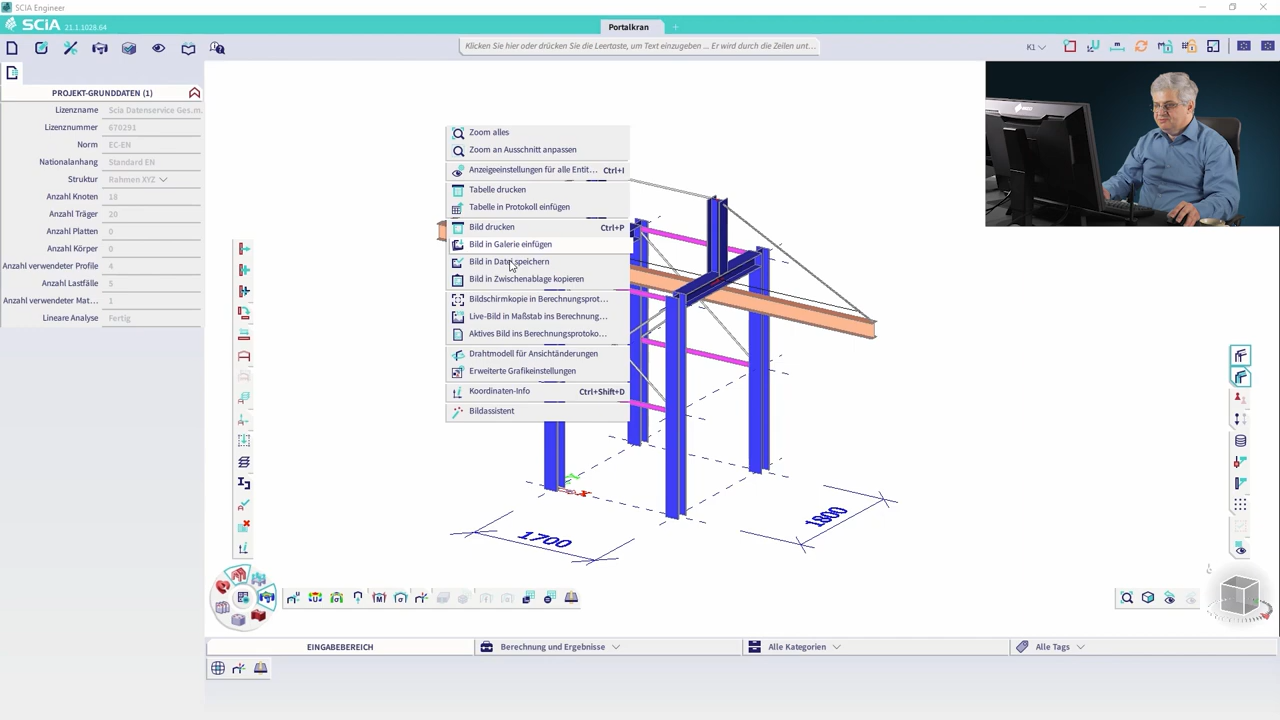 SCIA Engineer
SCIA 21.1.1028.64
Portalkran
Klicken Sie hier oder drücken Sie die Leertaste, um Text einzugeben ... Er wird durch die Zeilen unt...
K1
PROJEKT-GRUNDDATEN (1)
Lizenzname Scia Datenservice Ges.m.
Lizenznummer 670291
Norm EC-EN
Nationalanhang Standard EN
Struktur Rahmen XYZ
Anzahl Knoten 18
Anzahl Träger 20
Anzahl Platten 0
Anzahl Körper 0
Anzahl verwendeter Profile 4
Anzahl Lastfälle 5
Anzahl verwendeter Mat... 1
Lineare Analyse Fertig
Zoom alles
Zoom an Ausschnitt anpassen
Anzeigeeinstellungen für alle Entit... Ctrl+I
Tabelle drucken
Tabelle in Protokoll einfügen
Bild drucken Ctrl+P
Bild in Galerie einfügen
Bild in Datei speichern
Bild in Zwischenablage kopieren
Bildschirmkopie in Berechnungsprot...
Live-Bild in Maßstab ins Berechnung...
Aktives Bild ins Berechnungsprotoko...
Drahtmodell für Ansichtänderungen
Erweiterte Grafikeinstellungen
Koordinaten-Info Ctrl+Shift+D
Bildassistent
1700
1800
EINGABEBEREICH
Berechnung und Ergebnisse
Alle Kategorien
Alle Tags